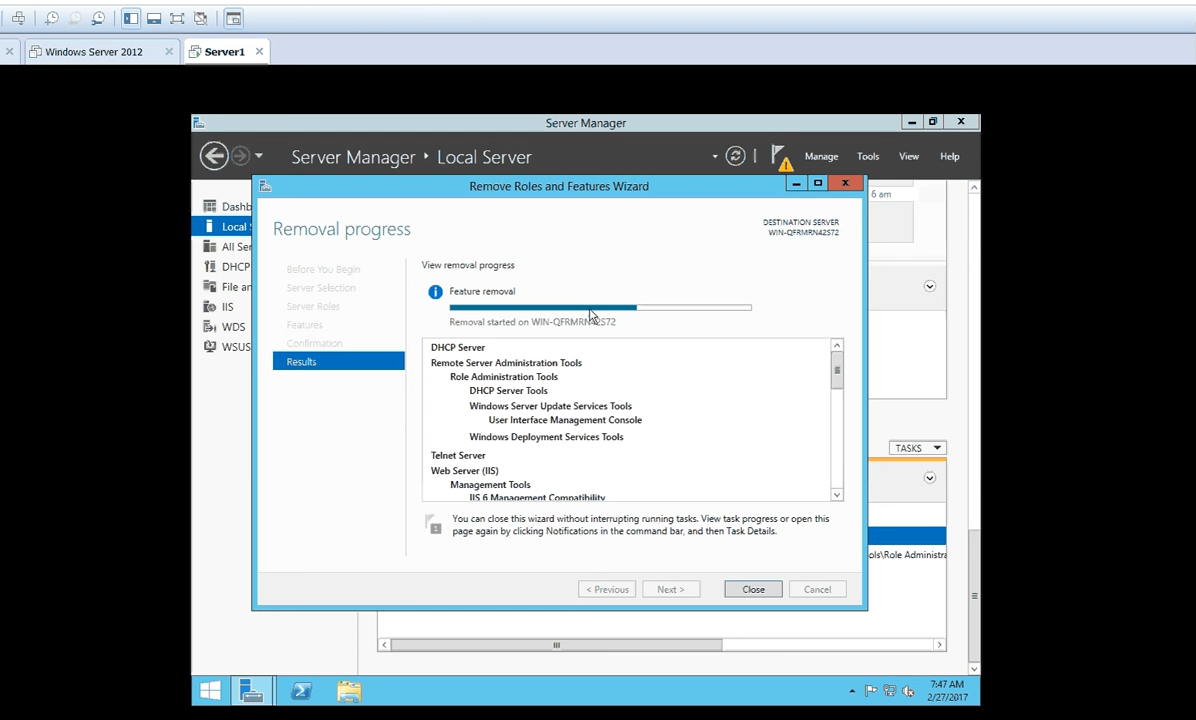 Windows Server 2012
Server1
Server Manager
Server Manager
Local Server
Manage
Tools
View
Help
Remove Roles and Features Wizard
6 am
Dashb
Local
All Ser
DHCP
File an
IIS
WDS
WSUS
Removal progress
DESTINATION SERVER
WIN-QFRMRN42S72
Before You Begin
Server Selection
Server Roles
Features
Confirmation
Results
View removal progress
Feature removal
Removal started on WIN-QFRMRN42S72
DHCP Server
Remote Server Administration Tools
Role Administration Tools
DHCP Server Tools
Windows Server Update Services Tools
User Interface Management Console
Windows Deployment Services Tools
Telnet Server
Web Server (IIS)
Management Tools
IIS 6 Management Compatibility
TASKS
ols\Role Administra
1
You can close this wizard without interrupting running tasks. View task progress or open this
page again by clicking Notifications in the command bar, and then Task Details.
< Previous
Next >
Close
Cancel
7:47 AM
2/27/2017